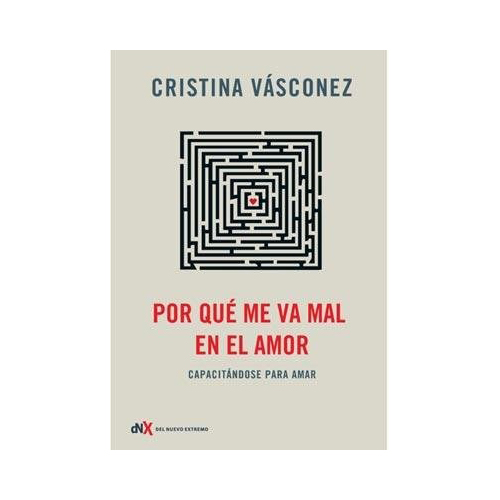 CRISTINA VÁSCONEZ
POR QUÉ ME VA MAL
EN EL AMOR
CAPACITÁNDOSE PARA AMAR
dNX DEL NUEVO EXTREMO